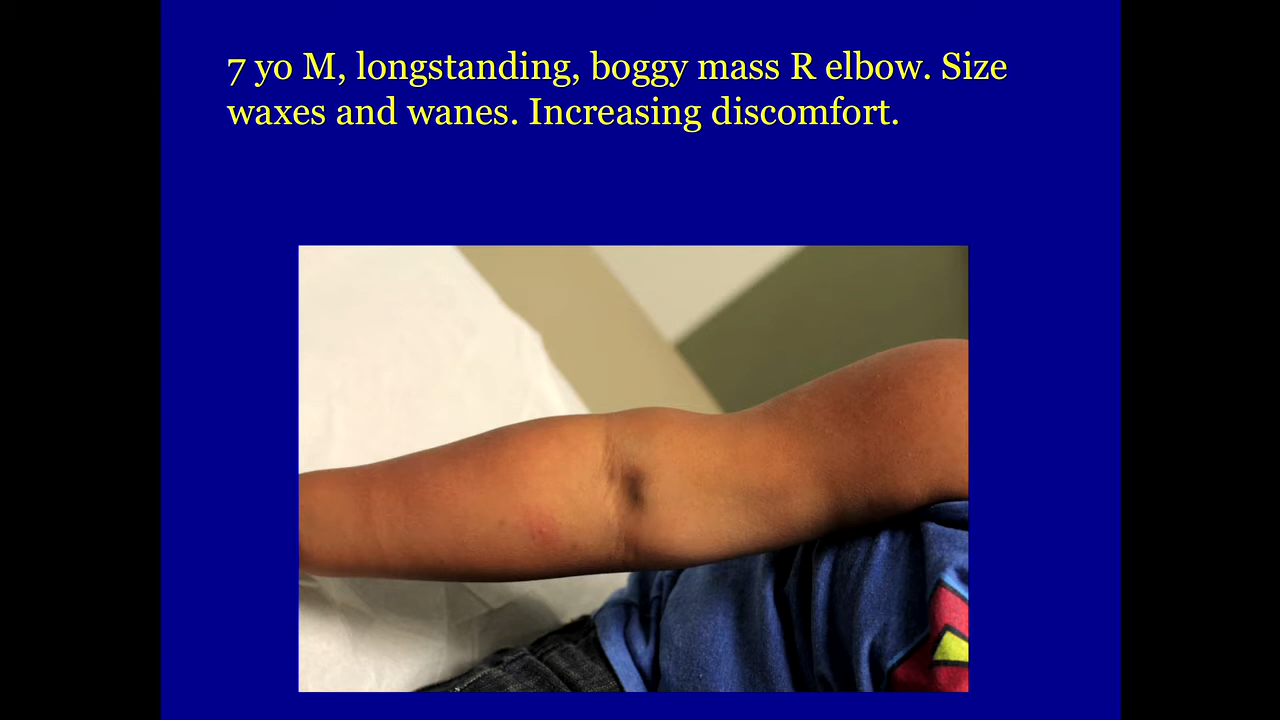 7 yo M, longstanding, boggy mass R elbow. Size
waxes and wanes. Increasing discomfort.